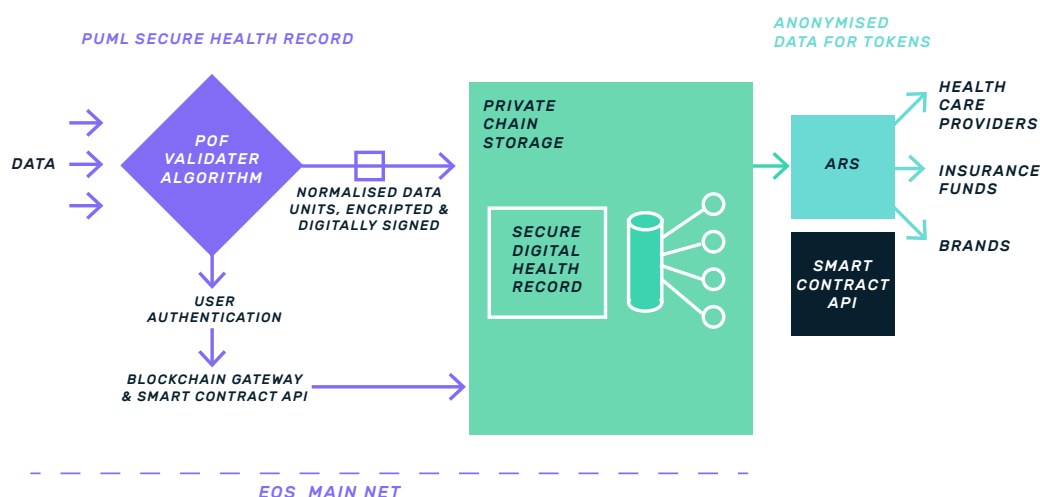 PUML SECURE HEALTH RECORD
ANONYMISED
DATA FOR TOKENS
DATA
POF
VALIDATER
ALGORITHM
NORMALISED DATA
UNITS, ENCRIPTED &
DIGITALLY SIGNED
USER
AUTHENTICATION
BLOCKCHAIN GATEWAY
& SMART CONTRACT API
PRIVATE
CHAIN
STORAGE
SECURE
DIGITAL
HEALTH
RECORD
ARS
SMART
CONTRACT
API
HEALTH
CARE
PROVIDERS
INSURANCE
FUNDS
BRANDS
EOS MAIN NET